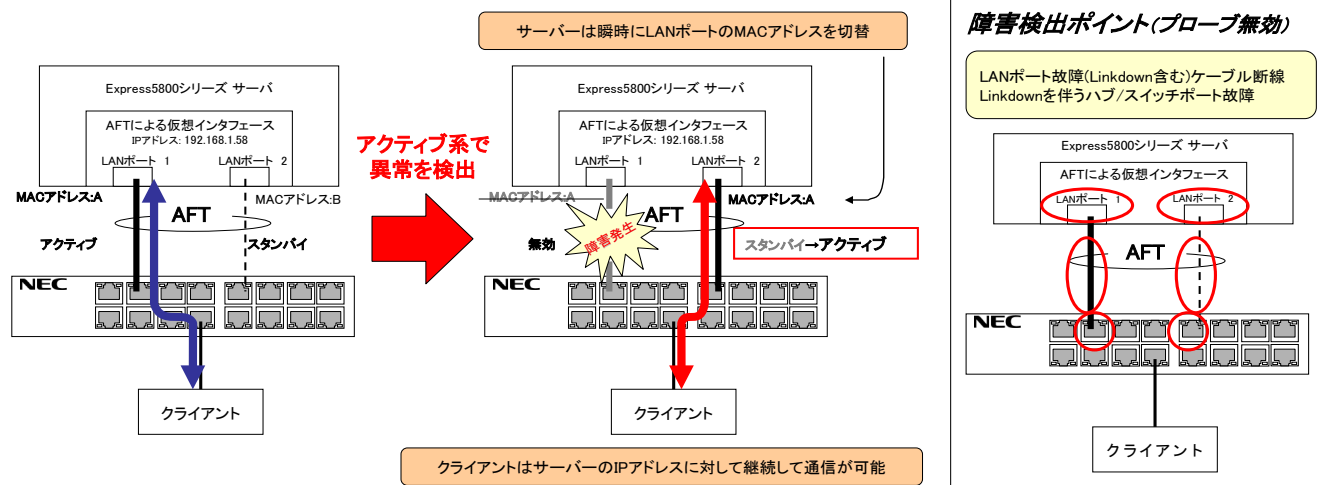 サーバーは瞬時にLANポートのMACアドレスを切替
Express5800シリーズ サーバ
AFTによる仮想インタフェース
IPアドレス: 192.168.1.58
LANポート 1
LANポート 2
MACアドレス:A
MACアドレス:B
AFT
アクティブ
スタンバイ
NEC
クライアント
アクティブ系で
異常を検出
Express5800シリーズ サーバ
AFTによる仮想インタフェース
IPアドレス: 192.168.1.58
LANポート 1
LANポート 2
MACアドレス:A
MACアドレス:A
AFT
障害発生
無効
スタンバイ→アクティブ
NEC
クライアント
クライアントはサーバーのIPアドレスに対して継続して通信が可能
障害検出ポイント(プローブ無効)
LANポート故障(Linkdown含む)ケーブル断線
Linkdownを伴うハブ/スイッチポート故障
Express5800シリーズ サーバ
AFTによる仮想インタフェース
LANポート 1
LANポート 2
AFT
NEC
クライアント